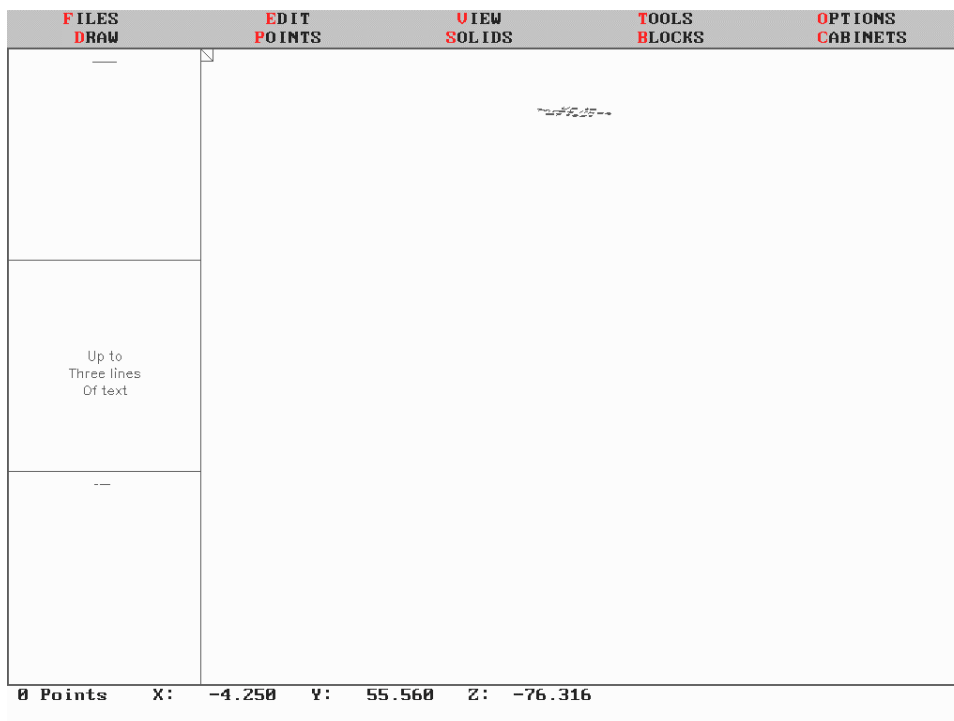 FILES EDIT VIEW TOOLS OPTIONS
DRAW POINTS SOLIDS BLOCKS CABINETS
Up to
Three lines
Of text
0 Points X: -4.250 Y: 55.560 Z: -76.316